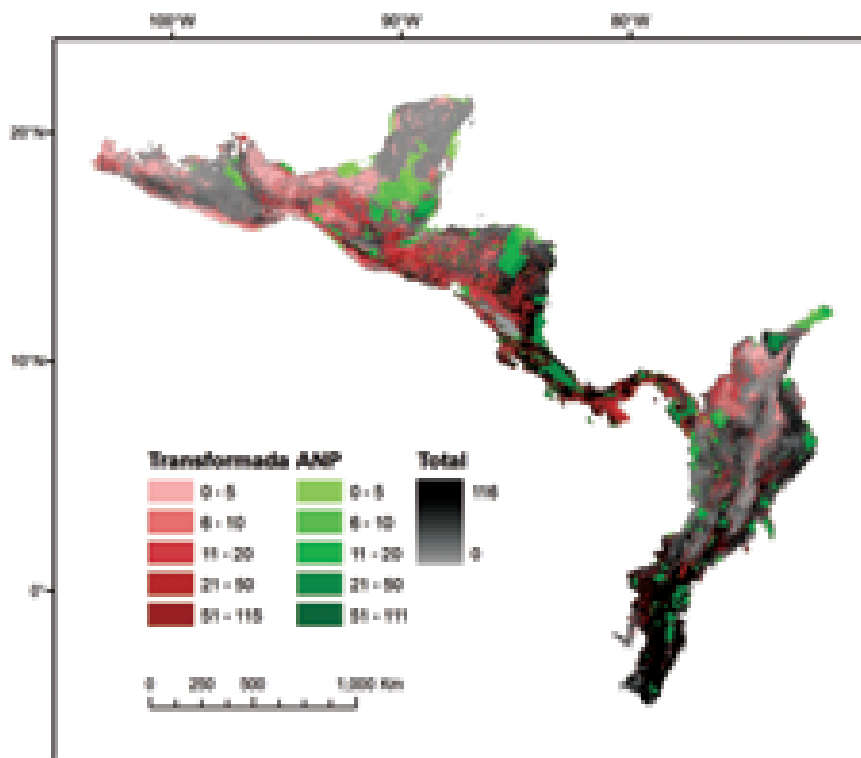 100°W 90°W 80°W
20°N
10°N
0°
Transformada ANP Total
0 - 5 0 - 5 116
6 - 10 6 - 10
11 - 20 11 - 20 0
21 - 50 21 - 50
51 - 115 51 - 111
0 250 500 1,000 Km